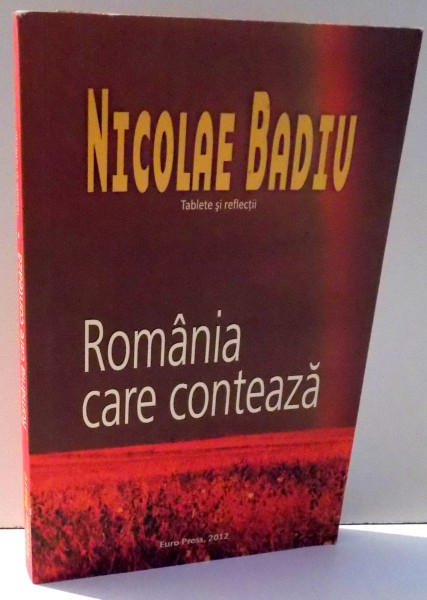 NICOLAE BADIU
Tablete și reflecții
România
care contează
Euro Press, 2012